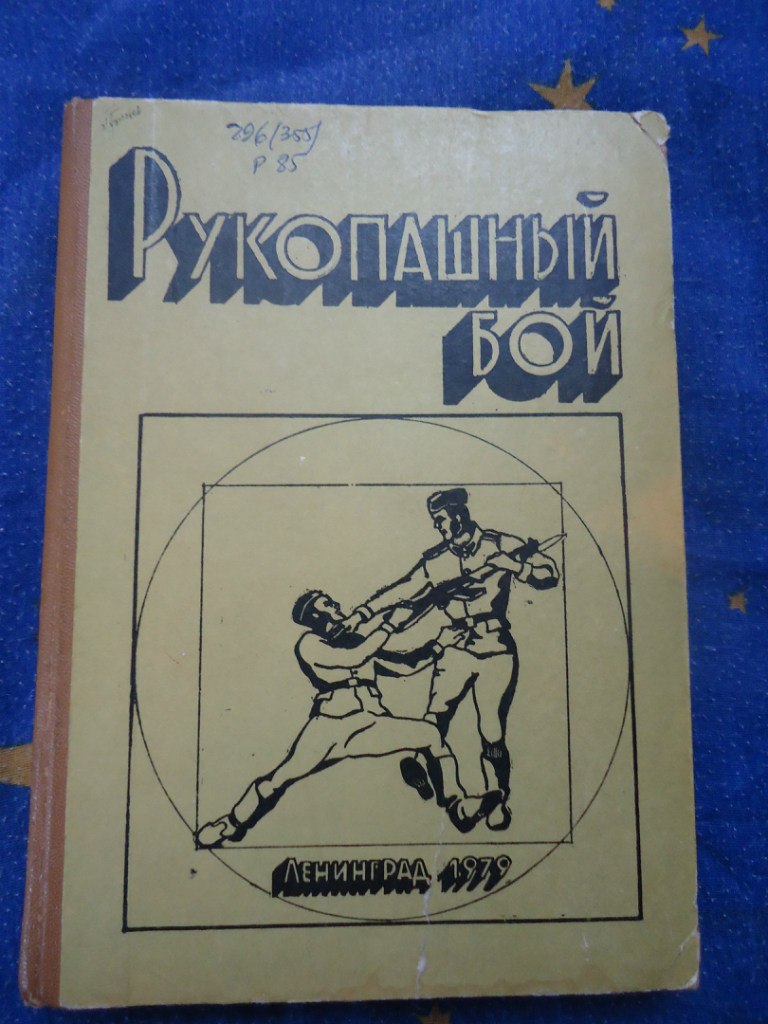 796(355)
Р 85
РУКОПАШНЫЙ
БОЙ
ЛЕНИНГРАД, 1979